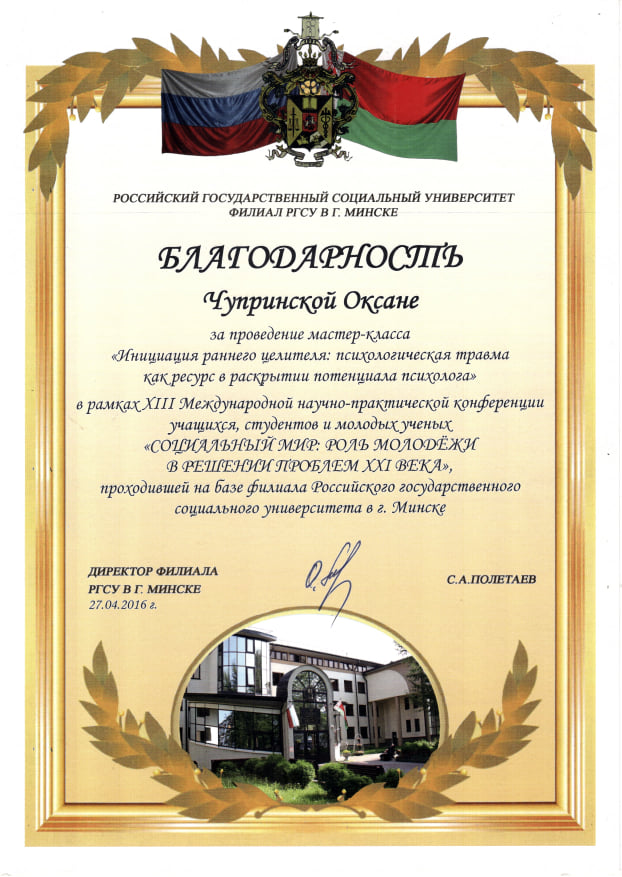 РОССИЙСКИЙ ГОСУДАРСТВЕННЫЙ СОЦИАЛЬНЫЙ УНИВЕРСИТЕТ
ФИЛИАЛ РГСУ В Г. МИНСКЕ
БЛАГОДАРНОСТЬ
Чупринской Оксане
за проведение мастер-класса
«Инициация раннего целителя: психологическая травма
как ресурс в раскрытии потенциала психолога»
в рамках XIII Международной научно-практической конференции
учащихся, студентов и молодых ученых
«СОЦИАЛЬНЫЙ МИР: РОЛЬ МОЛОДЁЖИ
В РЕШЕНИИ ПРОБЛЕМ XXI ВЕКА»,
проходившей на базе филиала Российского государственного
социального университета в г. Минске
ДИРЕКТОР ФИЛИАЛА
РГСУ В Г. МИНСКЕ
С.А.ПОЛЕТАЕВ
27.04.2016 г.